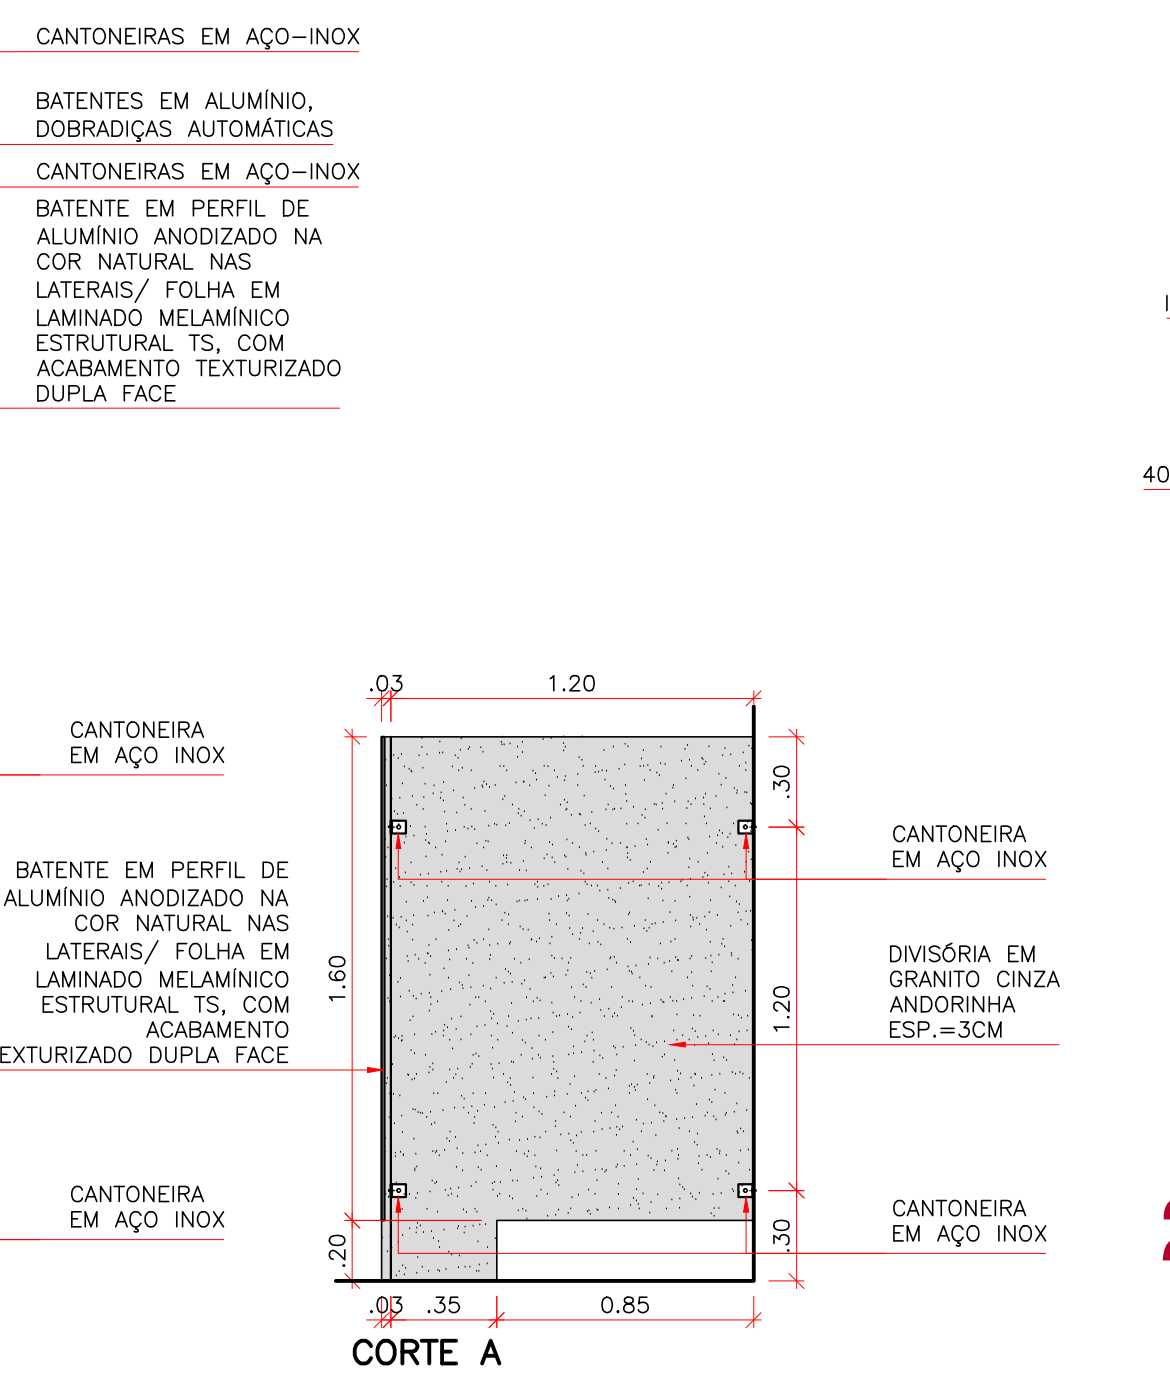 CANTONEIRAS EM AÇO-INOX
BATENTES EM ALUMÍNIO,
DOBRADIÇAS AUTOMÁTICAS
CANTONEIRAS EM AÇO-INOX
BATENTE EM PERFIL DE
ALUMÍNIO ANODIZADO NA
COR NATURAL NAS
LATERAIS/ FOLHA EM
LAMINADO MELAMÍNICO
ESTRUTURAL TS, COM
ACABAMENTO TEXTURIZADO
DUPLA FACE
40
.03
1.20
CANTONEIRA
EM AÇO INOX
.30
CANTONEIRA
EM AÇO INOX
BATENTE EM PERFIL DE
ALUMÍNIO ANODIZADO NA
COR NATURAL NAS
LATERAIS/ FOLHA EM
LAMINADO MELAMÍNICO
ESTRUTURAL TS, COM
ACABAMENTO
EXTURIZADO DUPLA FACE
1.60
1.20
DIVISÓRIA EM
GRANITO CINZA
ANDORINHA
ESP.=3CM
CANTONEIRA
EM AÇO INOX
.20
.30
CANTONEIRA
EM AÇO INOX
.03
.35
0.85
CORTE A